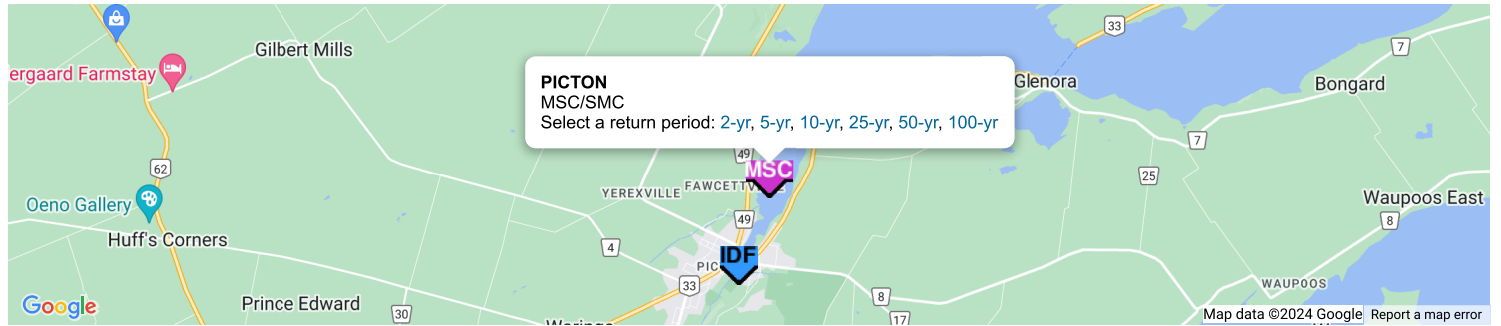 33
7
Gilbert Mills
ergaard Farmstay
PICTON
MSC/SMC
Select a return period: 2-yr, 5-yr, 10-yr, 25-yr, 50-yr, 100-yr
Glenora
Bongard
7
49
MSC
62
25
YEREXVILLE
Oeno Gallery
Waupoos East
49
8
Huff's Corners
4
IDF
33
8
WAUPOOS
Google
Prince Edward
30
17
Map data ©2024 Google
Report a map error